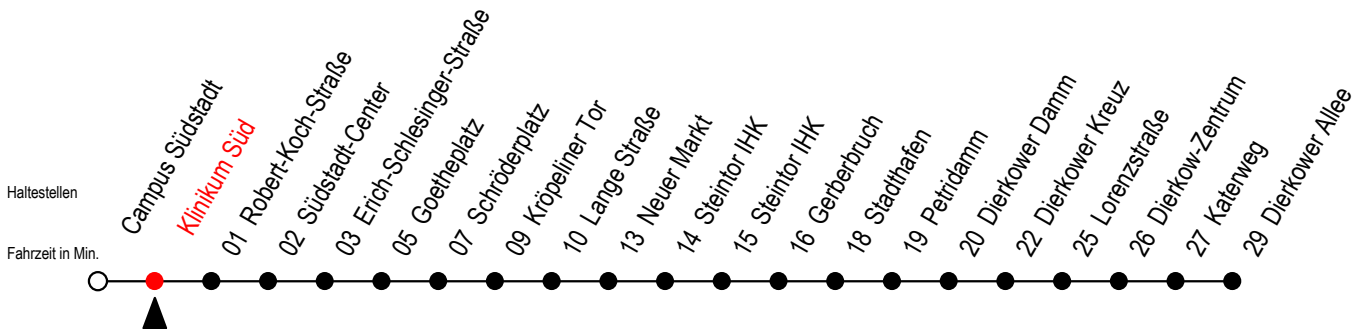 Haltestellen
Fahrzeit in Min.
Campus Südstadt
Klinikum Süd
01 Robert-Koch-Straße
02 Südstadt-Center
03 Erich-Schlesinger-Straße
05 Goetheplatz
07 Schröderplatz
09 Kröpeliner Tor
10 Lange Straße
13 Neuer Markt
14 Steintor IHK
15 Steintor IHK
16 Gerberbruch
18 Stadthafen
19 Petridamm
20 Dierkower Damm
22 Dierkower Kreuz
25 Lorenzstraße
26 Dierkow-Zentrum
27 Katerweg
29 Dierkower Allee